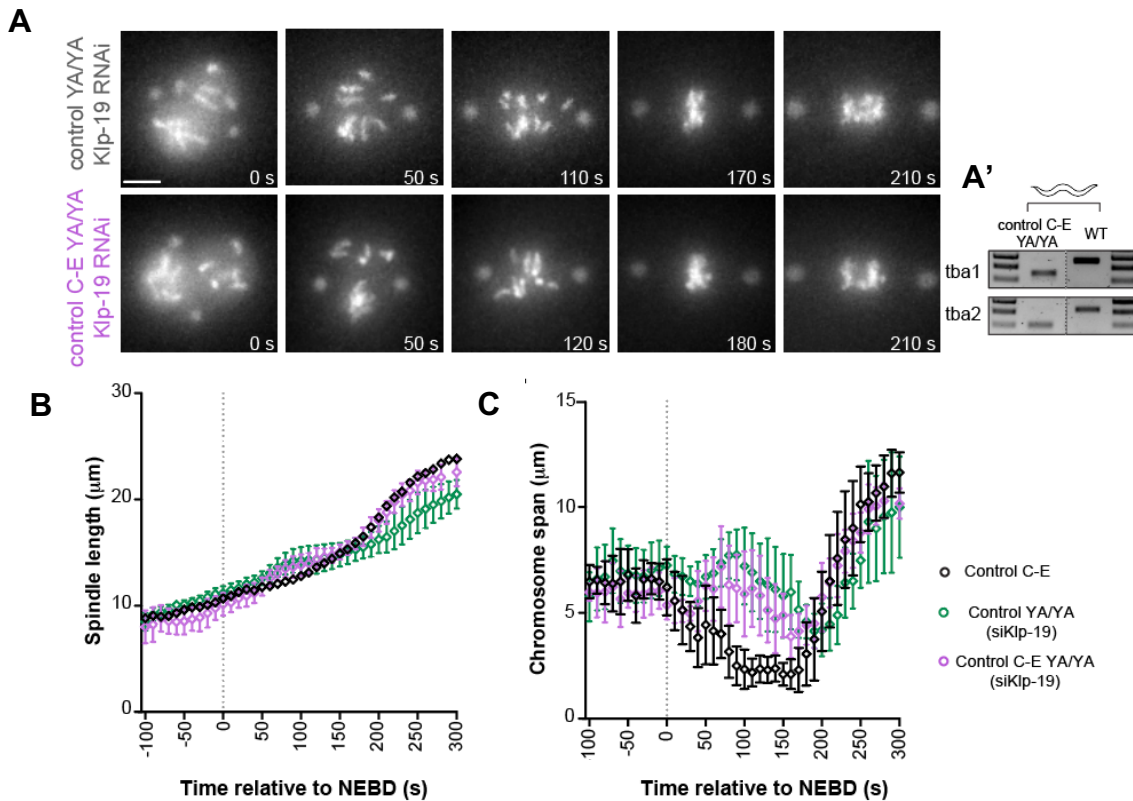 A
control YA/YA
Klp-19 RNAi
0 s
50 s
110 s
170 s
210 s
control C-E YA/YA
Klp-19 RNAi
0 s
50 s
120 s
180 s
210 s
A'
control C-E
YA/YA
WT
tba1
tba2
B
Spindle length (μm)
30
20
10
0
-100
-50
0
50
100
150
200
250
300
Time relative to NEBD (s)
C
Chromosome span (μm)
15
10
5
0
-100
-50
0
50
100
150
200
250
300
Time relative to NEBD (s)
Control C-E
Control YA/YA
(siKlp-19)
Control C-E YA/YA
(siKlp-19)